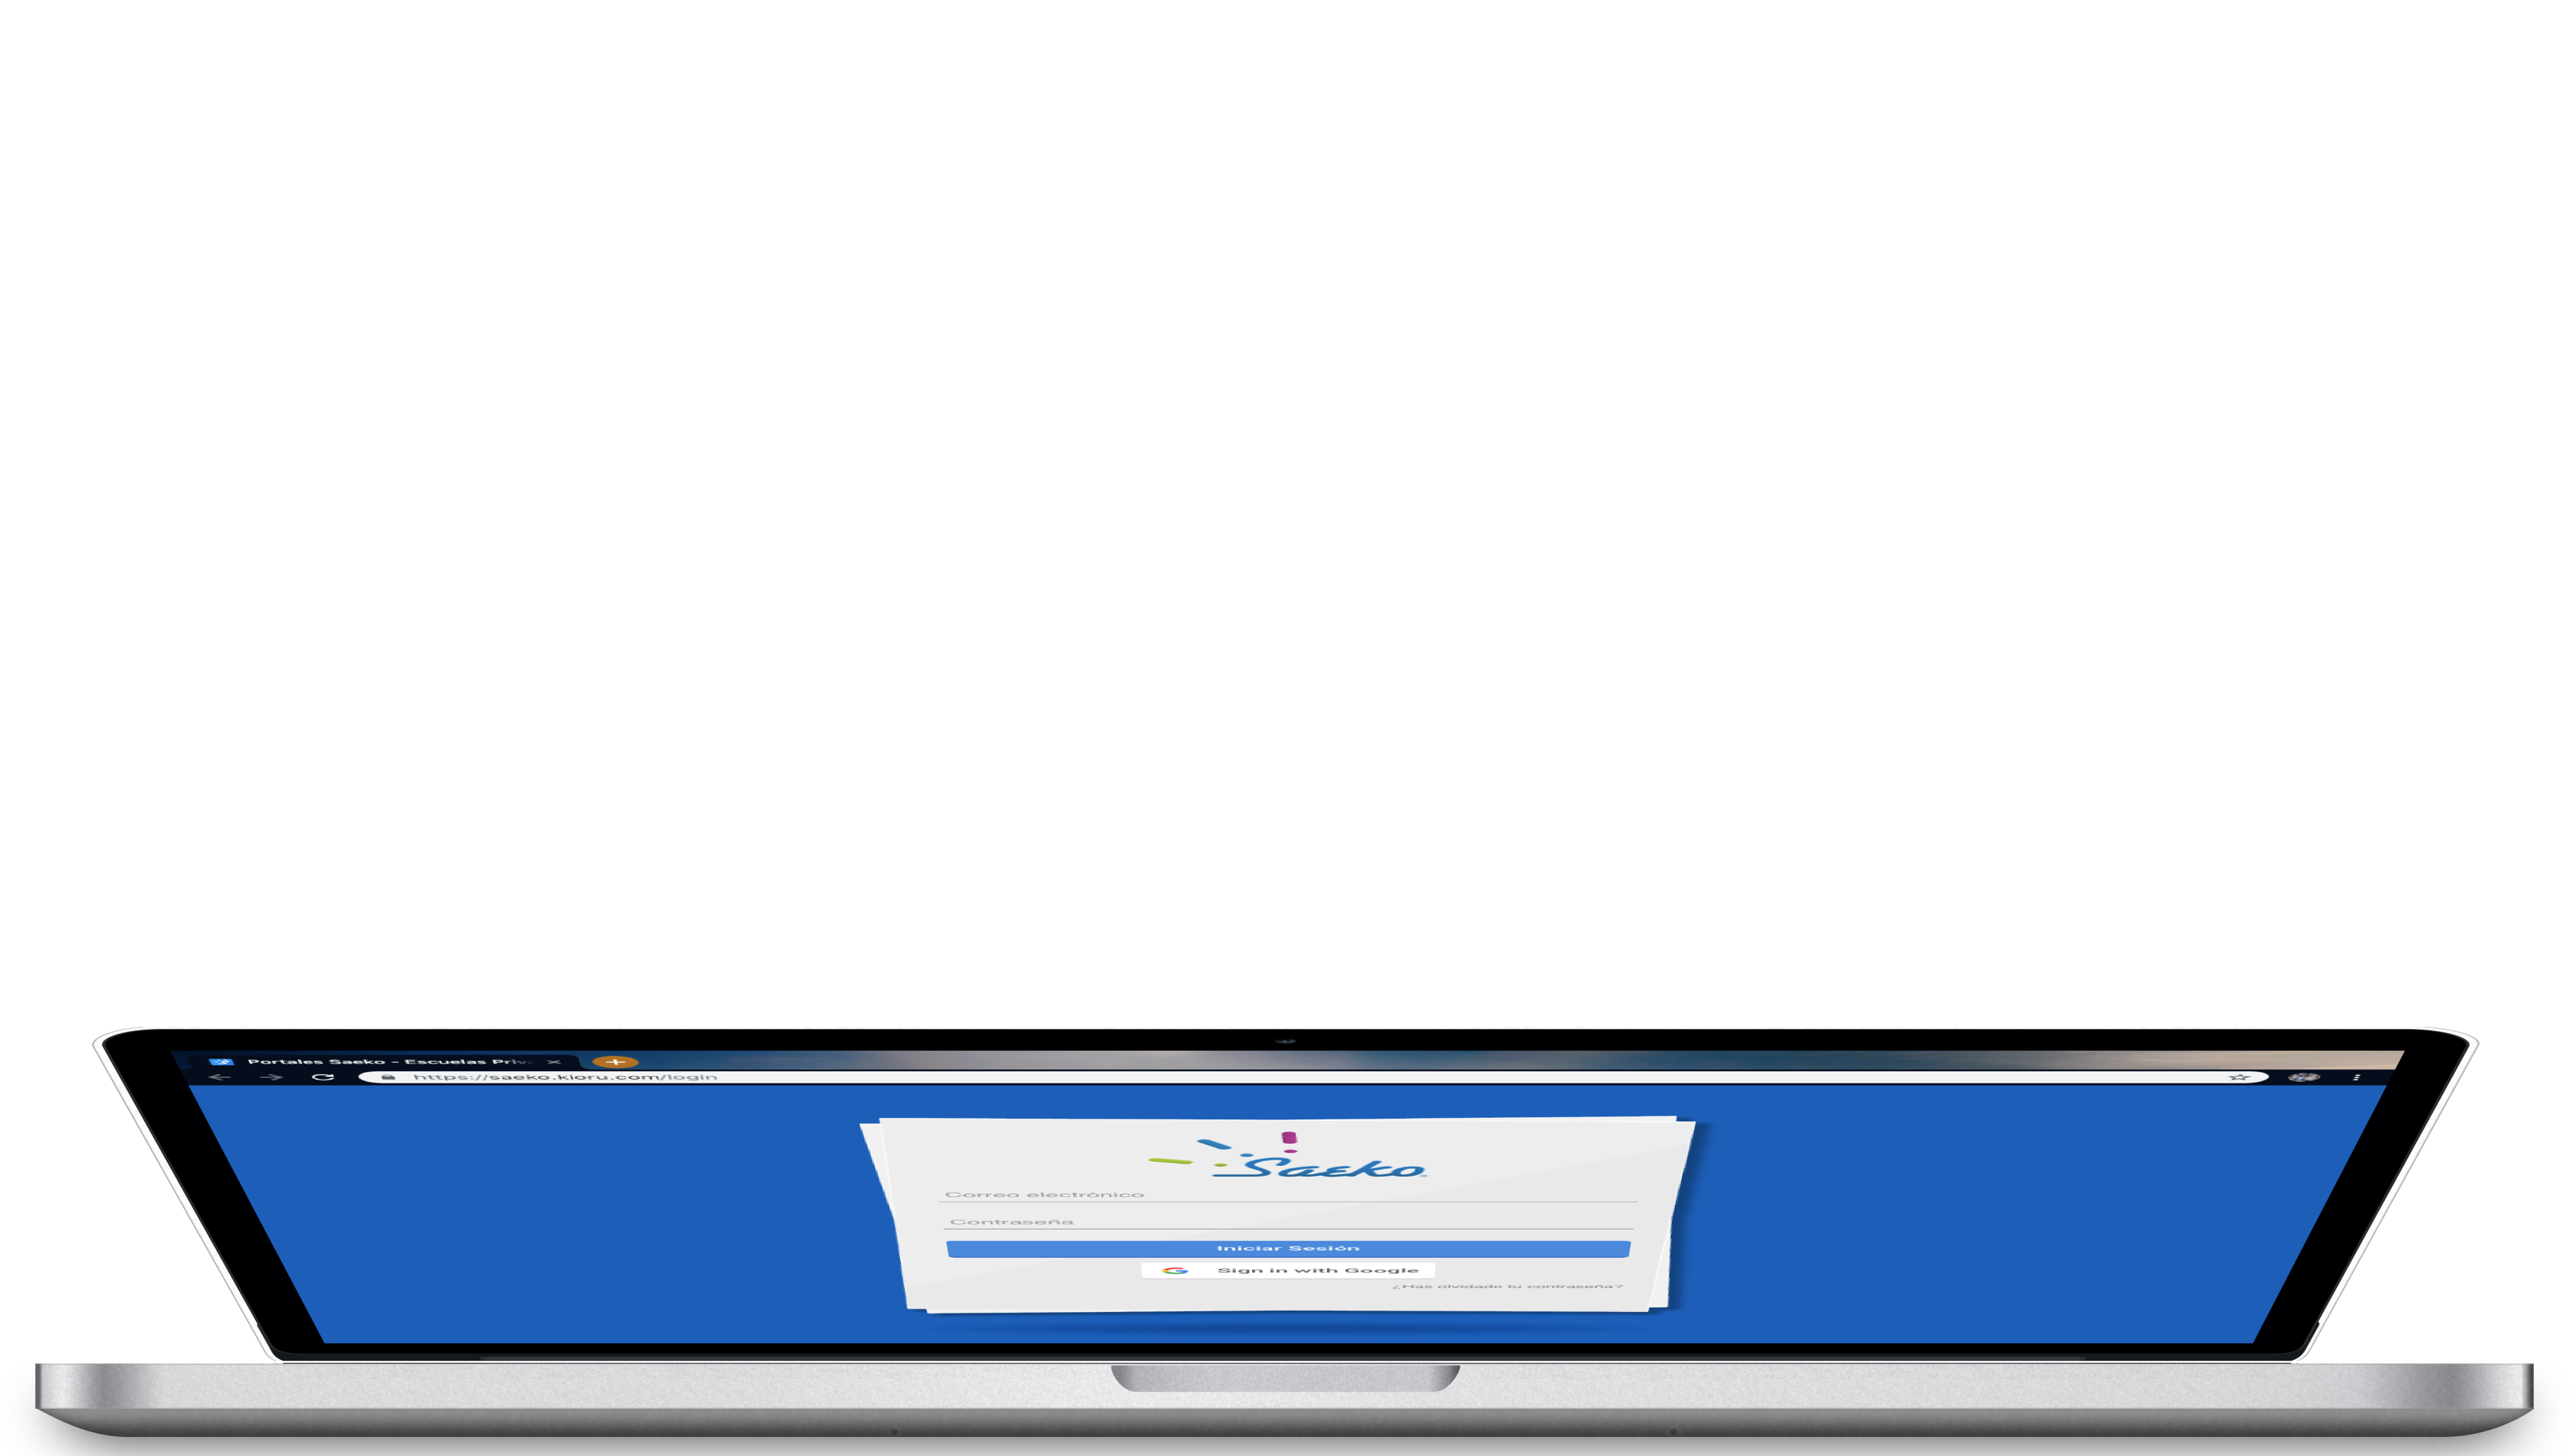 Portales Saeko - Escuelas Priv
https://saeko.kioru.com/login
Saeko
Correo electrónico
Contraseña
Iniciar Sesión
Sign in with Google
¿Has olvidado tu contraseña?